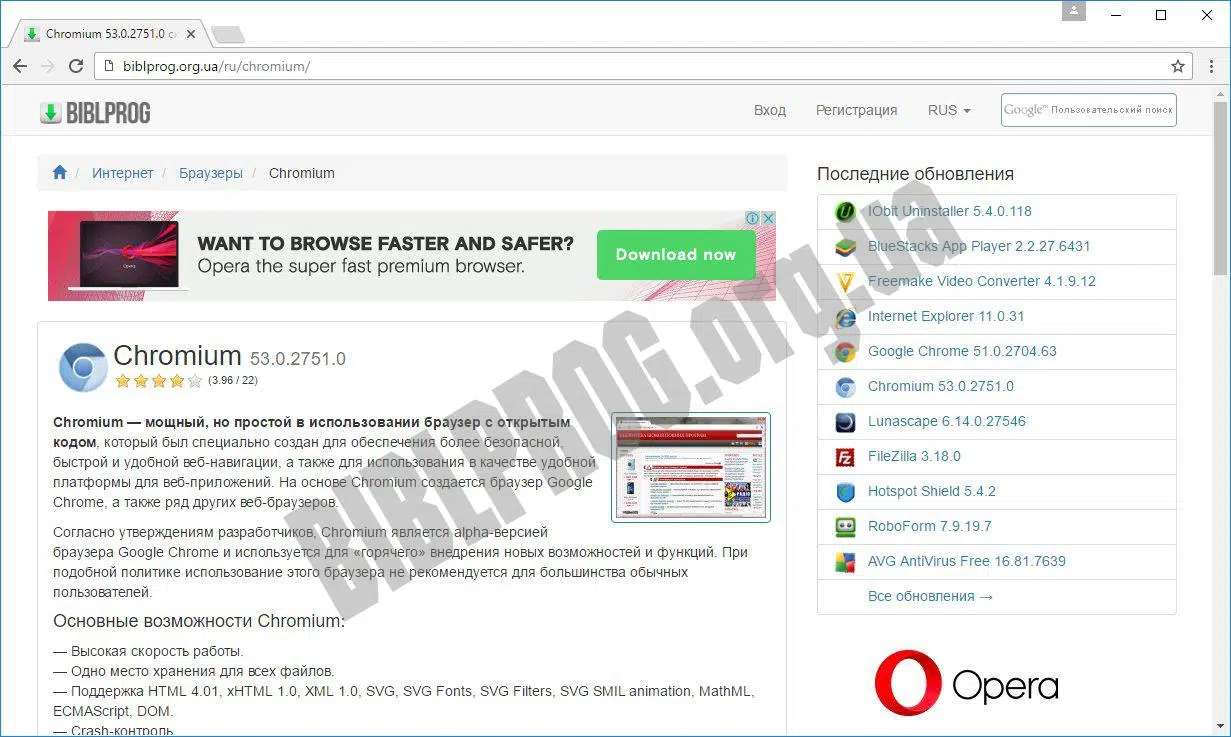 Chromium 53.0.2751.0
biblprog.org.ua/ru/chromium/
BIBLPROG
Вход
Регистрация
RUS
Google™ Пользовательский поиск
/ Интернет / Браузеры / Chromium
WANT TO BROWSE FASTER AND SAFER?
Opera the super fast premium browser.
Download now
Opera
Chromium 53.0.2751.0
(3.96 / 22)
Chromium — мощный, но простой в использовании браузер с открытым
кодом, который был специально создан для обеспечения более безопасной,
быстрой и удобной веб-навигации, а также для использования в качестве удобной
платформы для веб-приложений. На основе Chromium создается браузер Google
Chrome, а также ряд других веб-браузеров.
Согласно утверждениям разработчиков, Chromium является alpha-версией
браузера Google Chrome и используется для «горячего» внедрения новых возможностей и функций. При
подобной политике использование этого браузера не рекомендуется для большинства обычных
пользователей.
Основные возможности Chromium:
— Высокая скорость работы.
— Одно место хранения для всех файлов.
— Поддержка HTML 4.01, xHTML 1.0, XML 1.0, SVG, SVG Fonts, SVG Filters, SVG SMIL animation, MathML,
ECMAScript, DOM.
— Crash-контроль.
Последние обновления
IObit Uninstaller 5.4.0.118
BlueStacks App Player 2.2.27.6431
Freemake Video Converter 4.1.9.12
Internet Explorer 11.0.31
Google Chrome 51.0.2704.63
Chromium 53.0.2751.0
Lunascape 6.14.0.27546
FileZilla 3.18.0
Hotspot Shield 5.4.2
RoboForm 7.9.19.7
AVG AntiVirus Free 16.81.7639
Все обновления →
Opera
BIBLPROG.org.ua